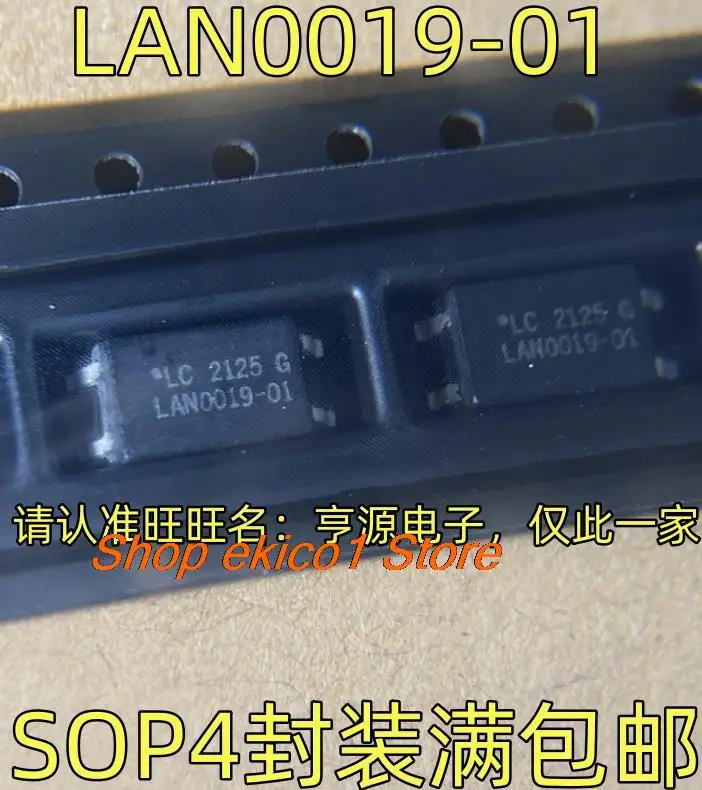 LAN0019-01
•LC 2125 G
LAN0019-01
•LC 2125 G
LAN0019-01
请认准旺旺名：亨源电子，仅此一家
Shop ekico1 Store
SOP4封装满包邮